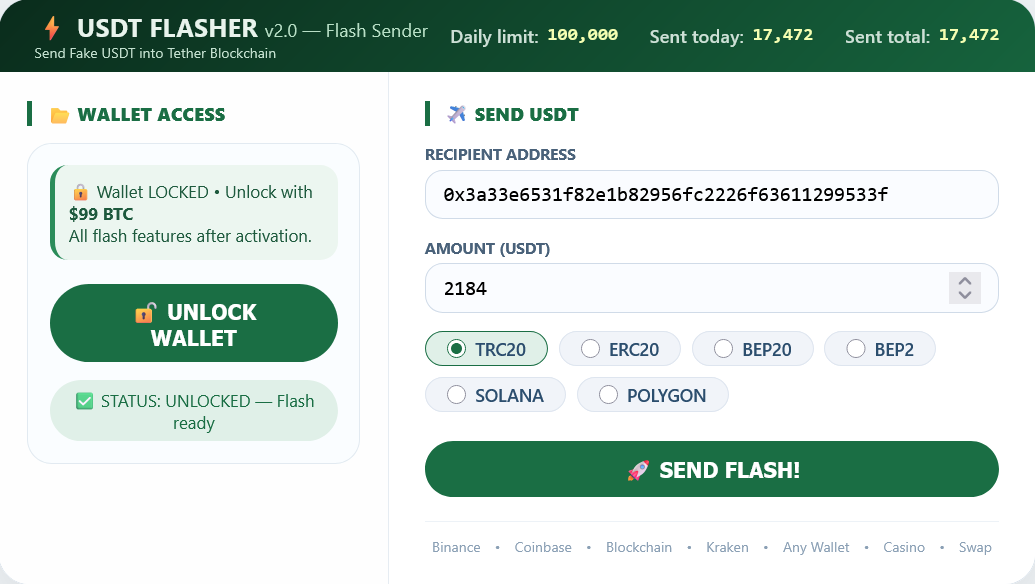 USDT FLASHER v2.0 — Flash Sender
Send Fake USDT into Tether Blockchain
Daily limit: 100,000 Sent today: 17,472 Sent total: 17,472
WALLET ACCESS
Wallet LOCKED • Unlock with
$99 BTC
All flash features after activation.
UNLOCK
WALLET
STATUS: UNLOCKED — Flash
ready
SEND USDT
RECIPIENT ADDRESS
0x3a33e6531f82e1b82956fc2226f63611299533f
AMOUNT (USDT)
2184
TRC20 ERC20 BEP20 BEP2
SOLANA POLYGON
SEND FLASH!
Binance • Coinbase • Blockchain • Kraken • Any Wallet • Casino • Swap